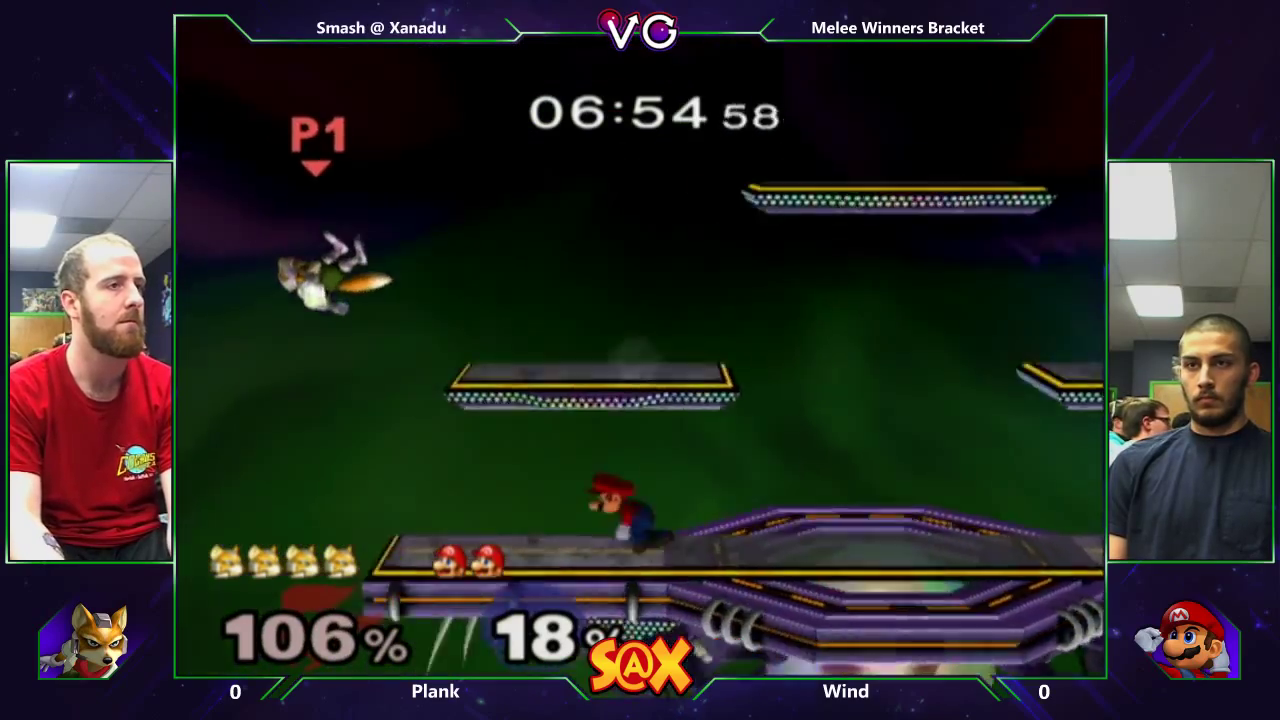 Smash @ Xanadu
VG
Melee Winners Bracket
06:54 58
P1
106%
18%
S@X
0
Plank
Wind
0